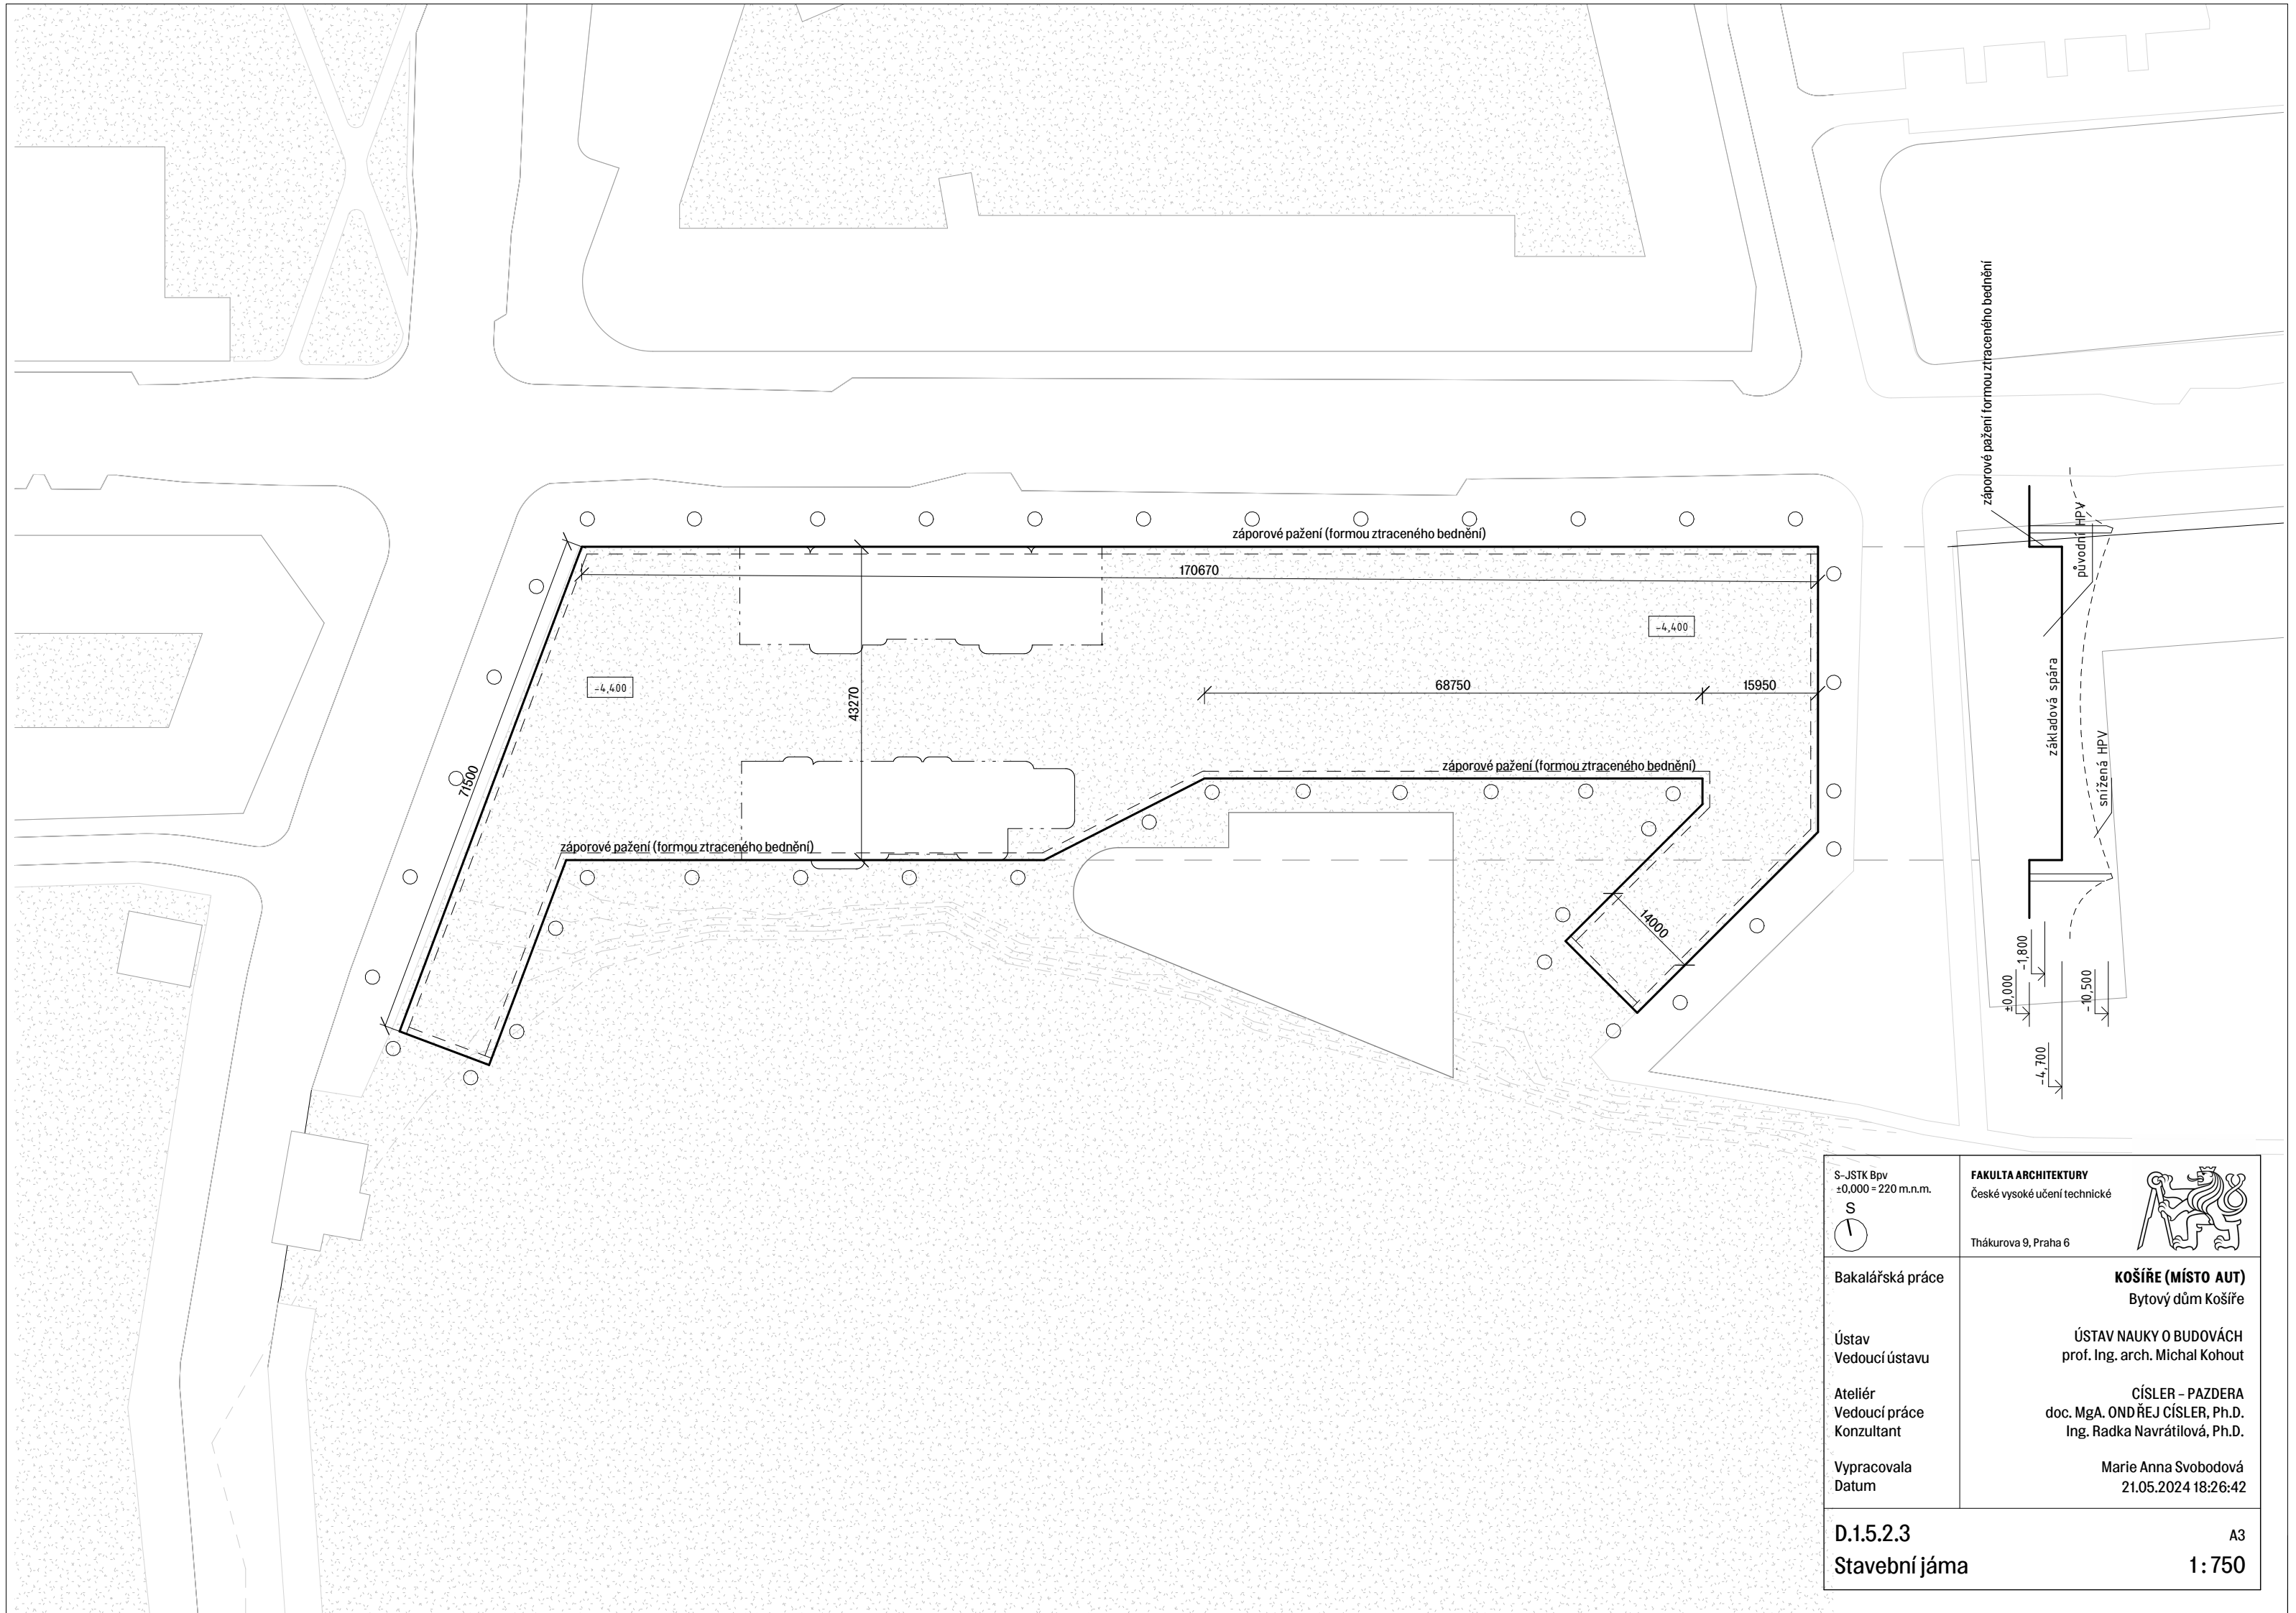 záporové pažení formou ztraceného bednění
původní HPV
základová spára
snížená HPV
-1,800
±0,000
-10,500
-4,700
záporové pažení (formou ztraceného bednění)
170670
-4,400
-4,400
68750
15950
43270
71500
záporové pažení (formou ztraceného bednění)
záporové pažení (formou ztraceného bednění)
14000
S-JSTK Bpv
±0,000 = 220 m.n.m.
S
FAKULTA ARCHITEKTURY
České vysoké učení technické
Thákurova 9, Praha 6
Bakalářská práce
KOŠÍŘE (MÍSTO AUT)
Bytový dům Košíře
Ústav
ÚSTAV NAUKY O BUDOVÁCH
Vedoucí ústavu
prof. Ing. arch. Michal Kohout
Ateliér
CÍSLER – PAZDERA
Vedoucí práce
doc. MgA. ONDŘEJ CÍSLER, Ph.D.
Konzultant
Ing. Radka Navrátilová, Ph.D.
Vypracovala
Marie Anna Svobodová
Datum
21.05.2024 18:26:42
D.1.5.2.3
A3
Stavební jáma
1 : 750